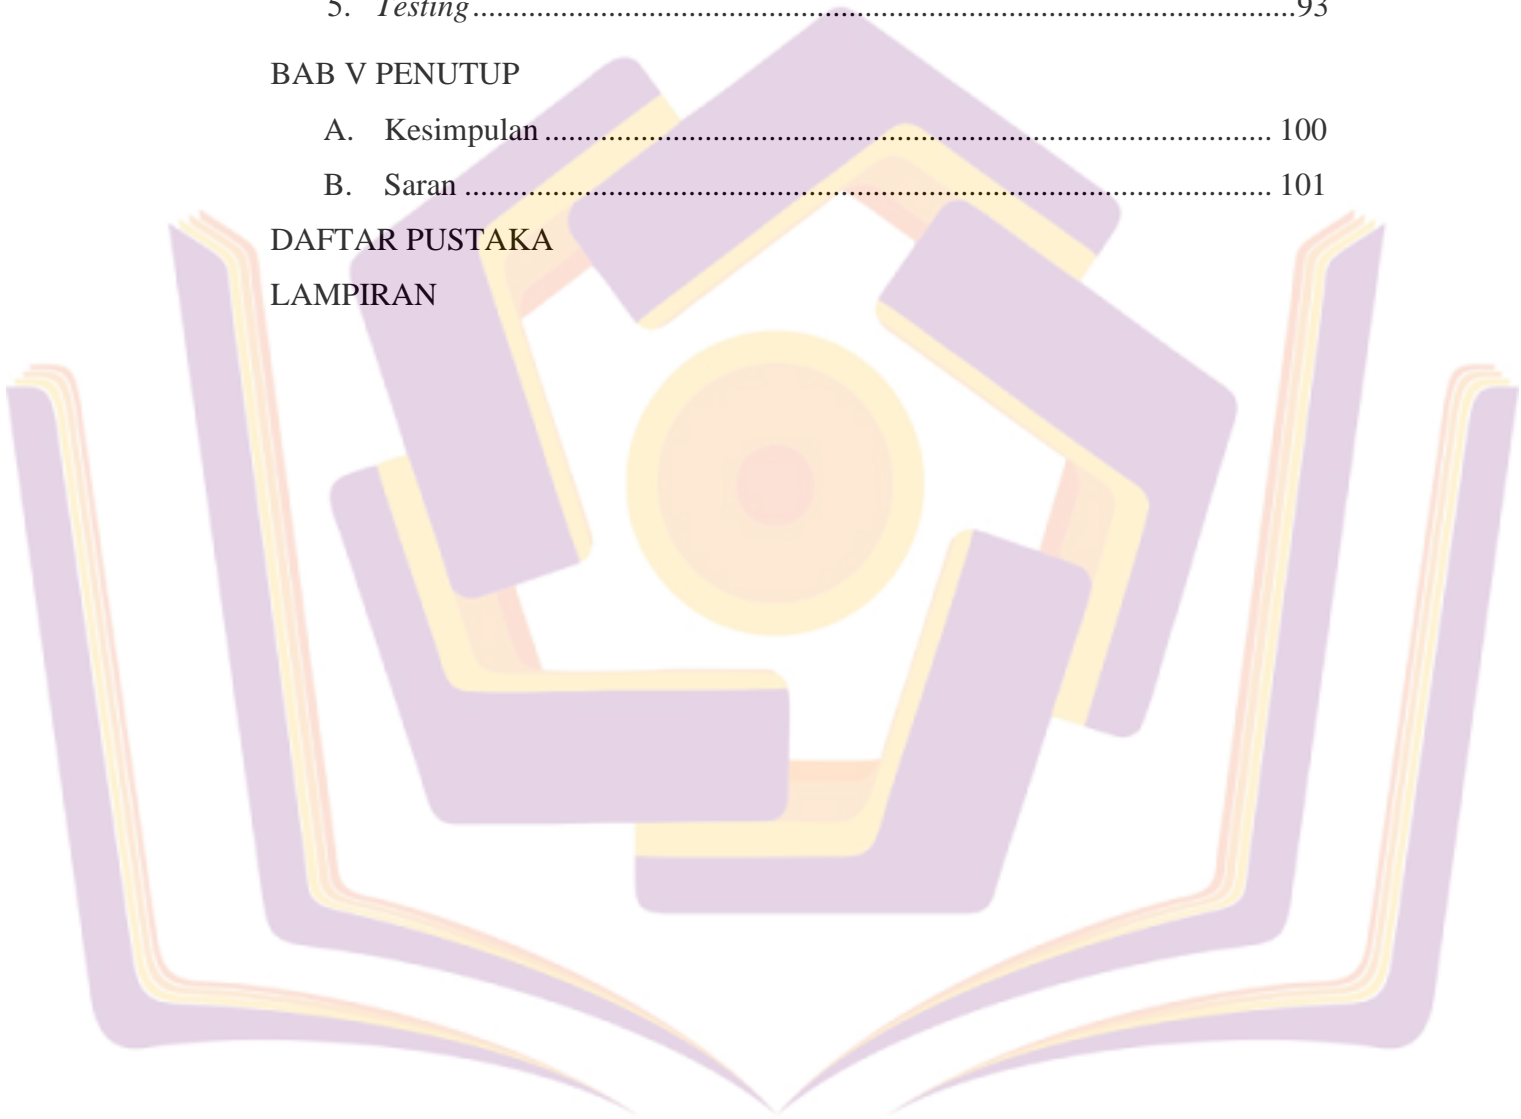 5. Testing...........................................................................................................93
BAB V PENUTUP
A. Kesimpulan............................................................................................... 100
B. Saran ......................................................................................................... 101
DAFTAR PUSTAKA
LAMPIRAN